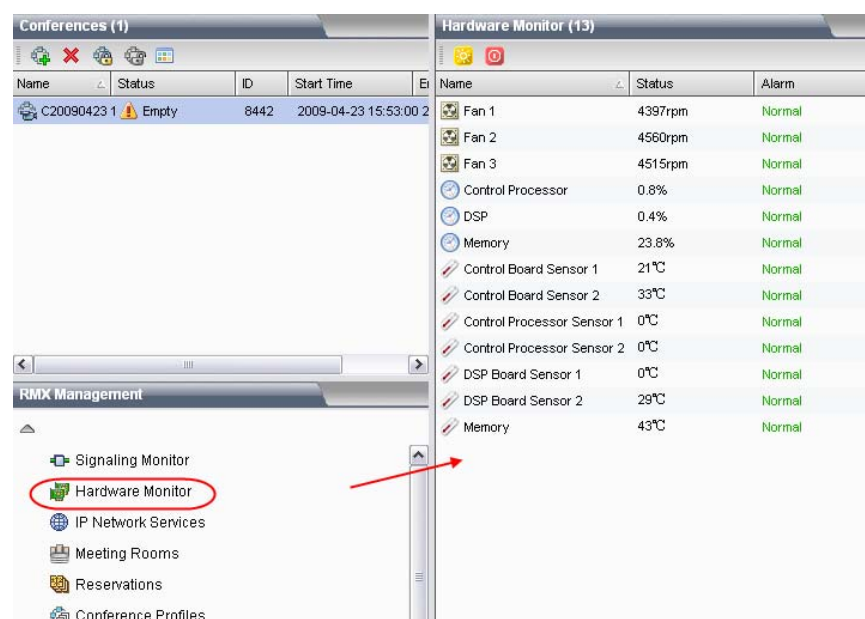 Conferences (1)
Name Status ID Start Time
C20090423 1 Empty 8442 2009-04-23 15:53:00 2
RMX Management
Signaling Monitor
Hardware Monitor
IP Network Services
Meeting Rooms
Reservations
Conference Profiles
Hardware Monitor (13)
Name Status Alarm
Fan 1 4397rpm Normal
Fan 2 4560rpm Normal
Fan 3 4515rpm Normal
Control Processor 0.8% Normal
DSP 0.4% Normal
Memory 23.8% Normal
Control Board Sensor 1 21℃ Normal
Control Board Sensor 2 33℃ Normal
Control Processor Sensor 1 0℃ Normal
Control Processor Sensor 2 0℃ Normal
DSP Board Sensor 1 0℃ Normal
DSP Board Sensor 2 29℃ Normal
Memory 43℃ Normal